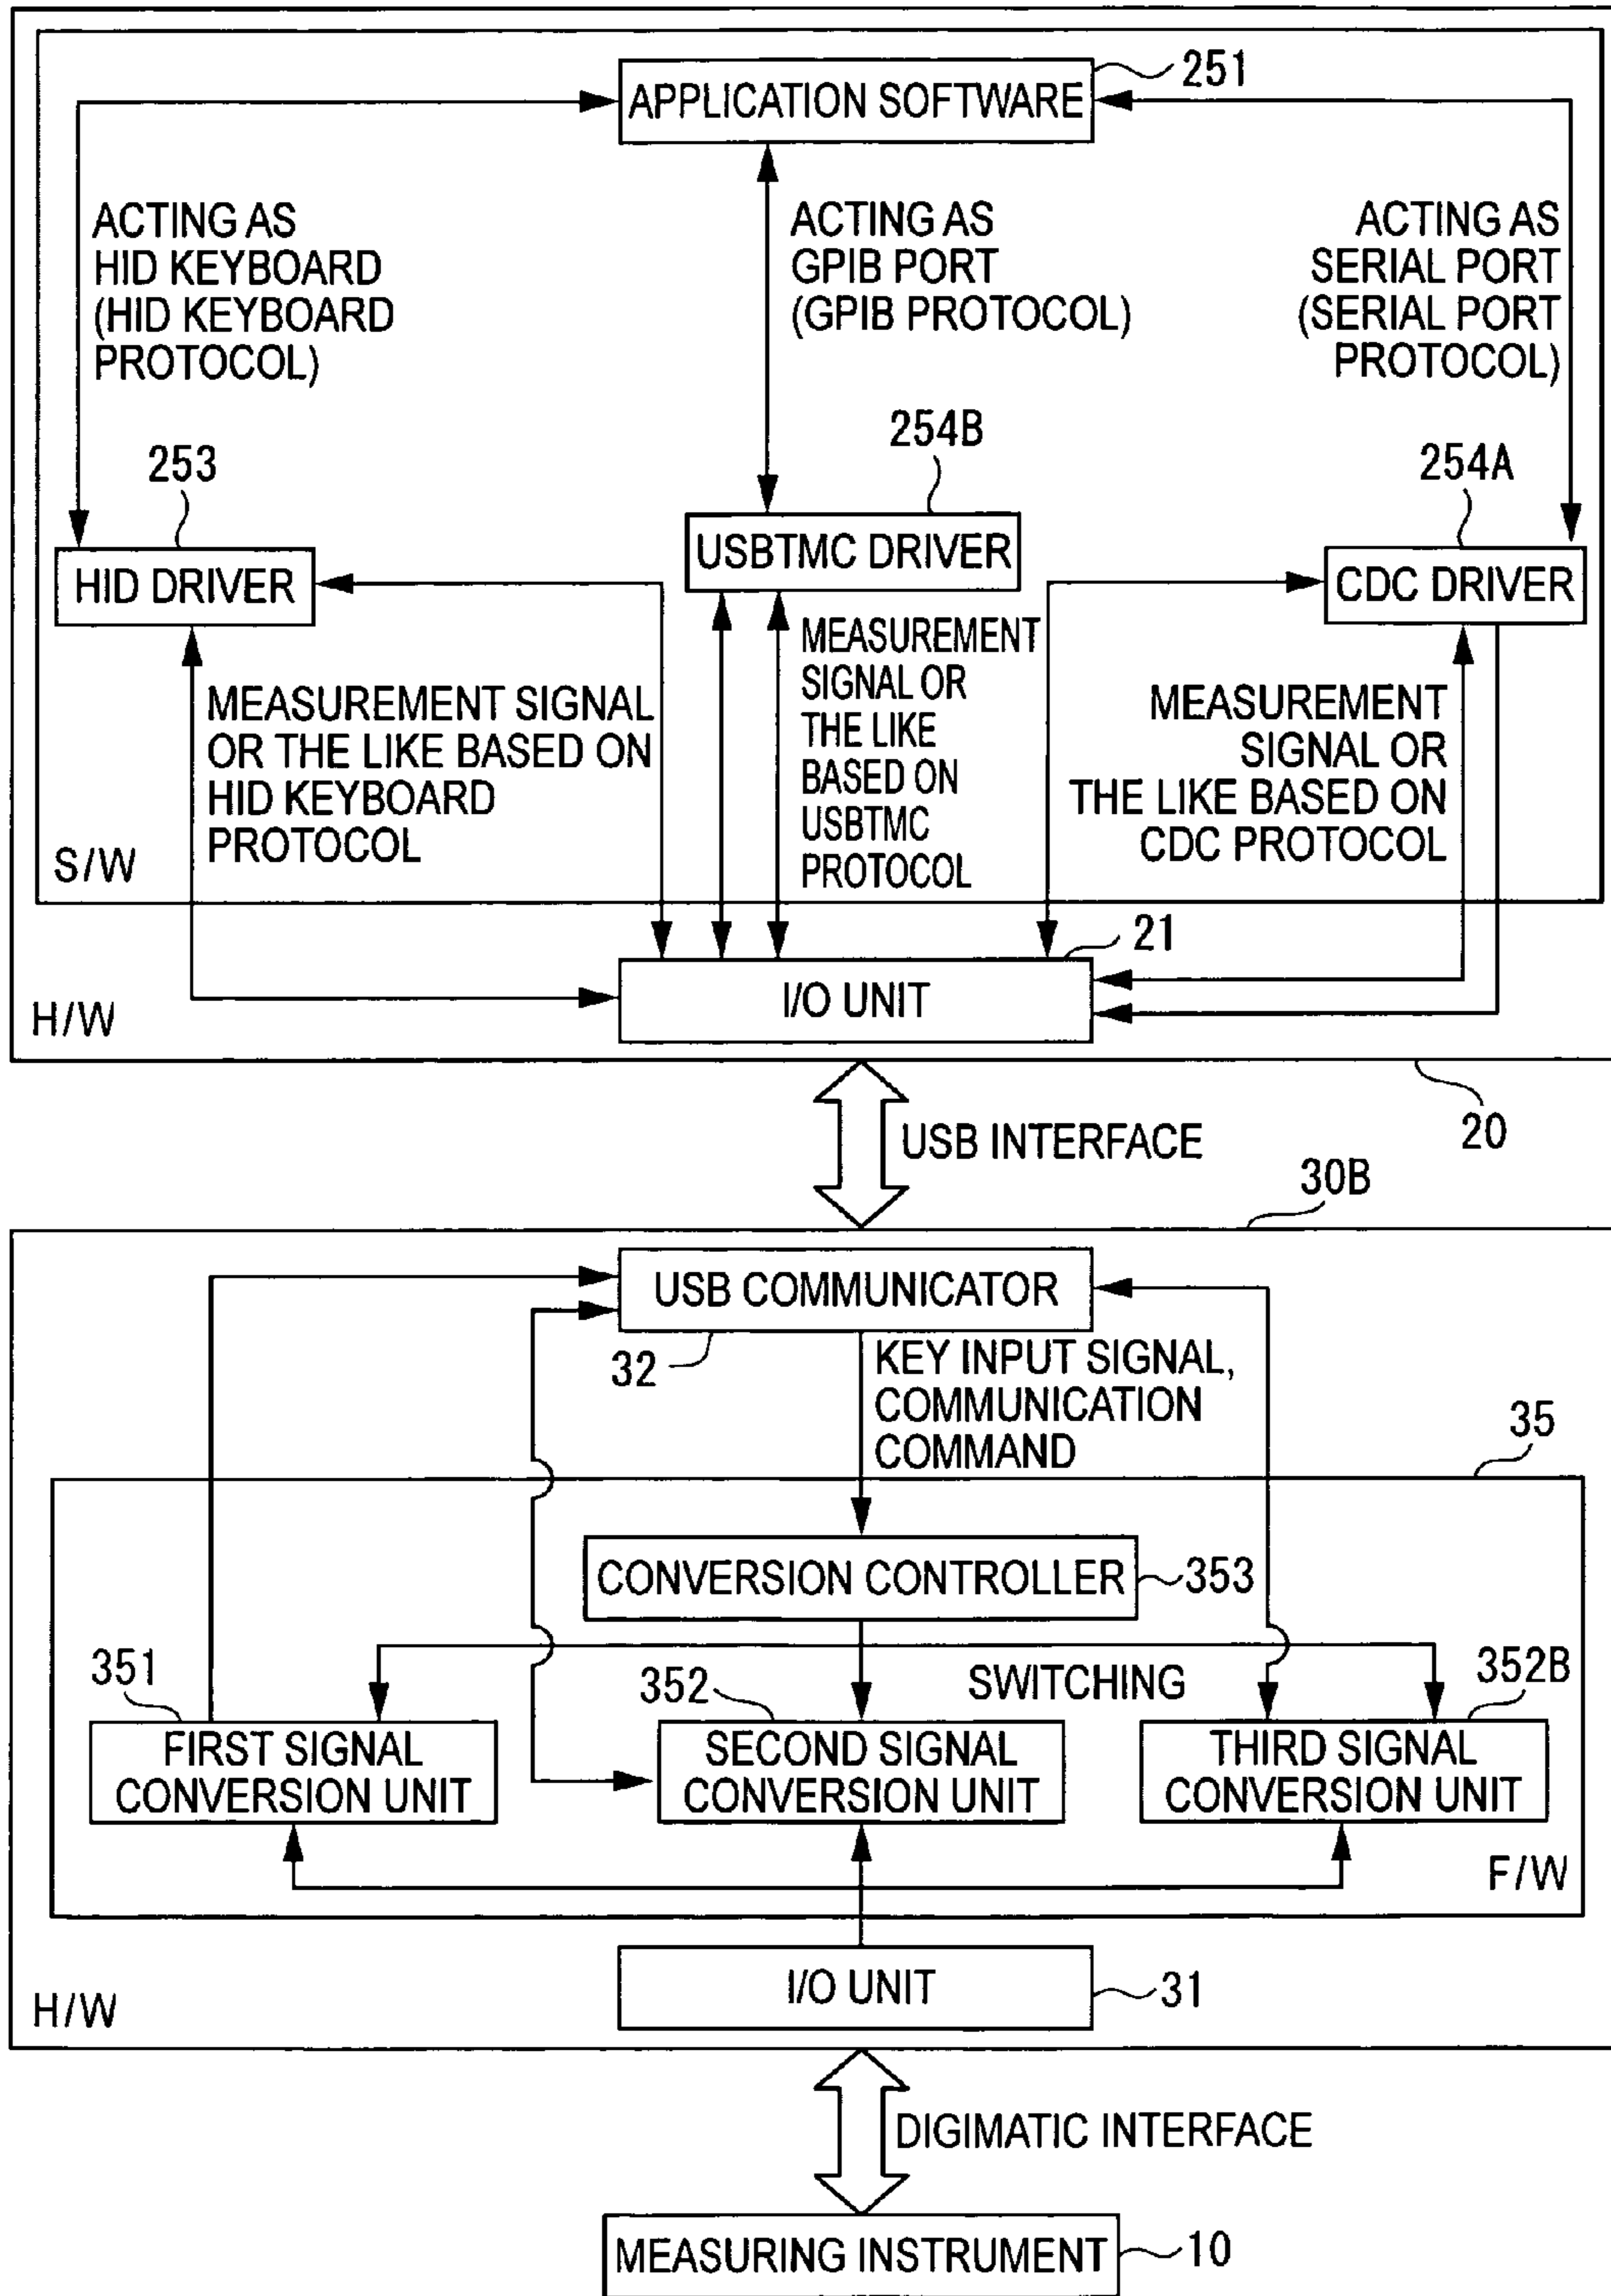 251
APPLICATION SOFTWARE
ACTING AS
HID KEYBOARD
(HID KEYBOARD
PROTOCOL)
ACTING AS
GPIB PORT
(GPIB PROTOCOL)
ACTING AS
SERIAL PORT
(SERIAL PORT
PROTOCOL)
253
254B
254A
HID DRIVER
USBTMC DRIVER
CDC DRIVER
MEASUREMENT SIGNAL
OR THE LIKE BASED ON
HID KEYBOARD
PROTOCOL
MEASUREMENT
SIGNAL OR
THE LIKE
BASED ON
USBTMC
PROTOCOL
MEASUREMENT
SIGNAL OR
THE LIKE BASED ON
CDC PROTOCOL
S/W
21
I/O UNIT
H/W
20
USB INTERFACE
30B
USB COMMUNICATOR
32
KEY INPUT SIGNAL,
COMMUNICATION
COMMAND
35
CONVERSION CONTROLLER
353
351
352
SWITCHING
352B
FIRST SIGNAL
CONVERSION UNIT
SECOND SIGNAL
CONVERSION UNIT
THIRD SIGNAL
CONVERSION UNIT
F/W
I/O UNIT
31
H/W
DIGIMATIC INTERFACE
MEASURING INSTRUMENT
10